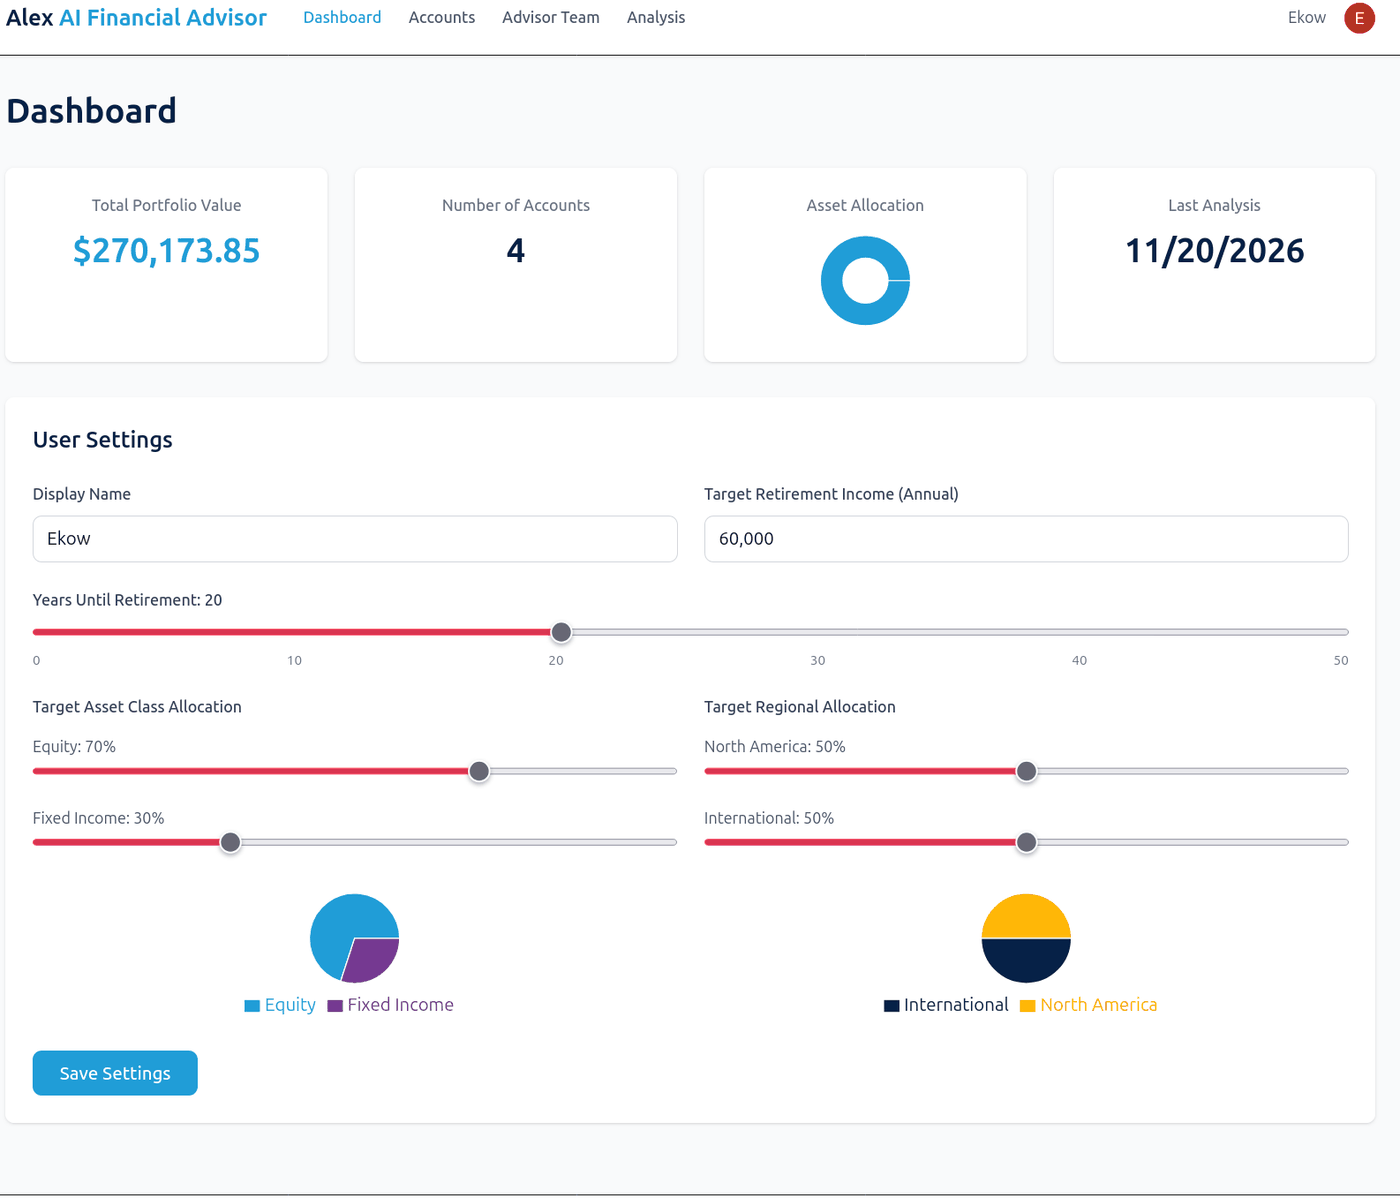 Alex AI Financial Advisor Dashboard Accounts Advisor Team Analysis Ekow E
Dashboard
Total Portfolio Value
$270,173.85
Number of Accounts
4
Asset Allocation
Last Analysis
11/20/2026
User Settings
Display Name
Ekow
Target Retirement Income (Annual)
60,000
Years Until Retirement: 20
0 10 20 30 40 50
Target Asset Class Allocation
Equity: 70%
Fixed Income: 30%
Equity Fixed Income
Target Regional Allocation
North America: 50%
International: 50%
International North America
Save Settings